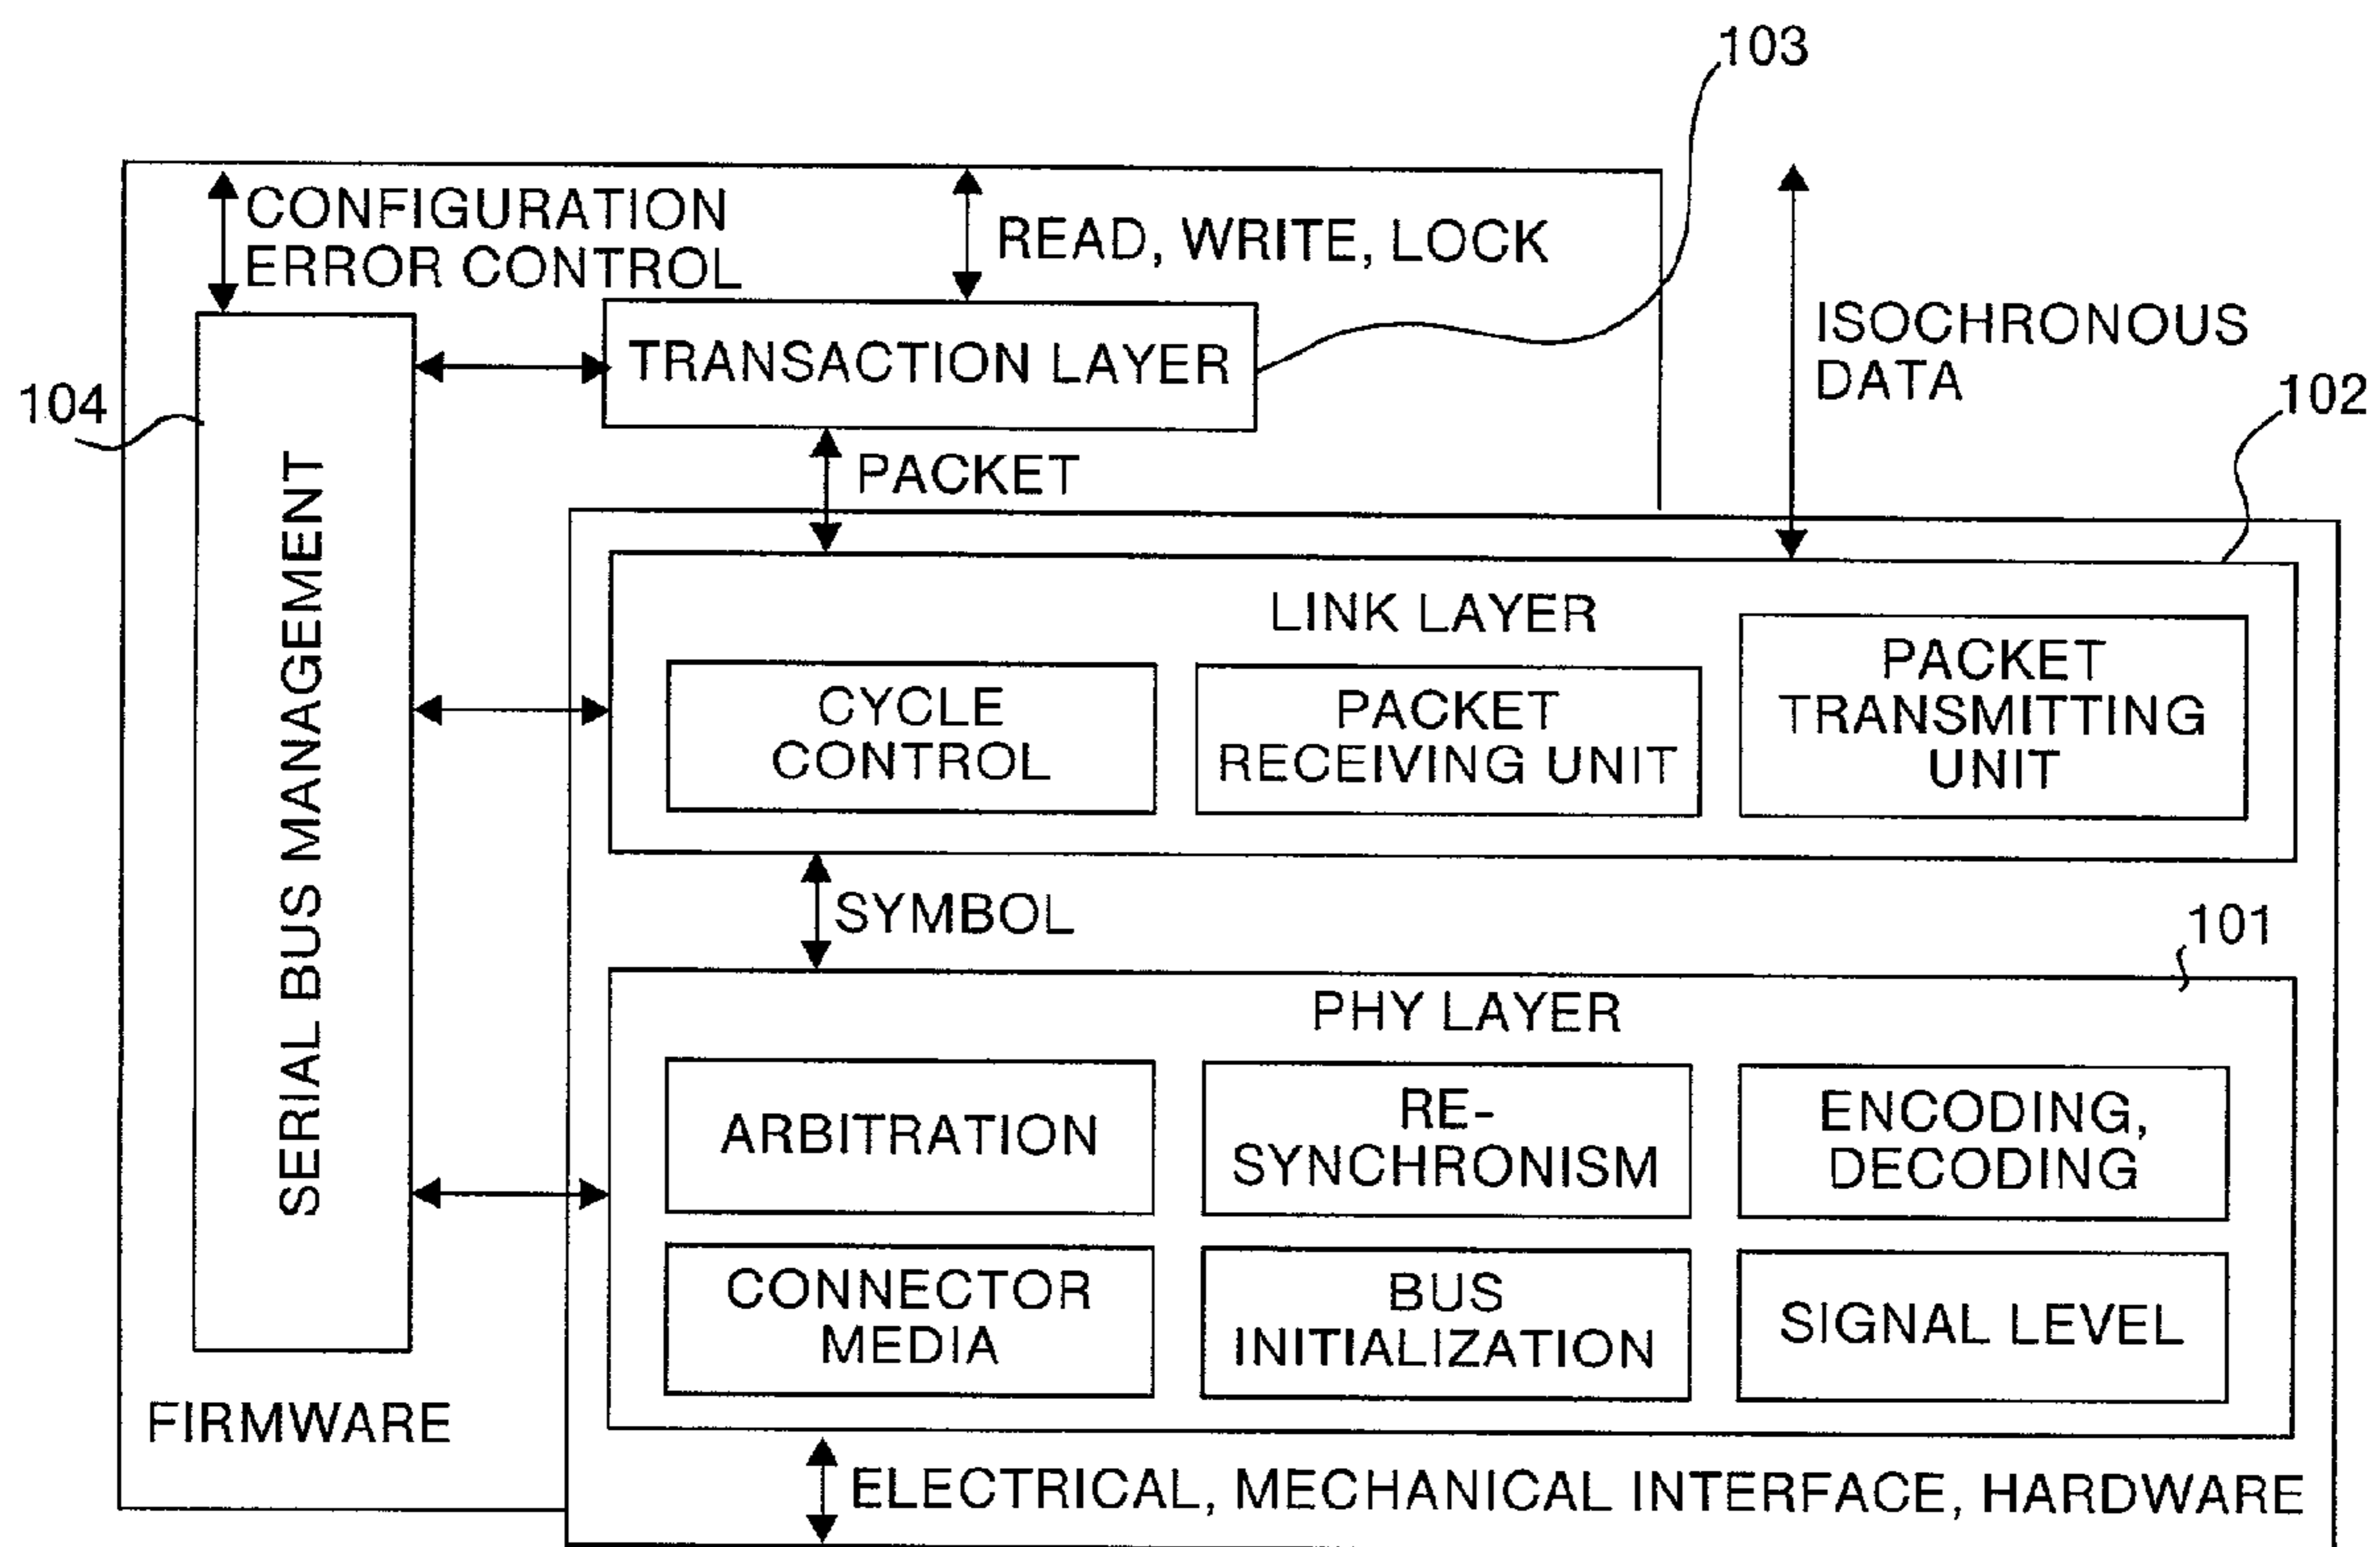 103
CONFIGURATION
ERROR CONTROL
READ, WRITE, LOCK
ISOCHRONOUS
DATA
TRANSACTION LAYER
102
104
PACKET
SERIAL BUS MANAGEMENT
LINK LAYER
CYCLE
CONTROL
PACKET
RECEIVING UNIT
PACKET
TRANSMITTING
UNIT
SYMBOL
101
PHY LAYER
ARBITRATION
RE-
SYNCHRONISM
ENCODING,
DECODING
CONNECTOR
MEDIA
BUS
INITIALIZATION
SIGNAL LEVEL
FIRMWARE
ELECTRICAL, MECHANICAL INTERFACE, HARDWARE